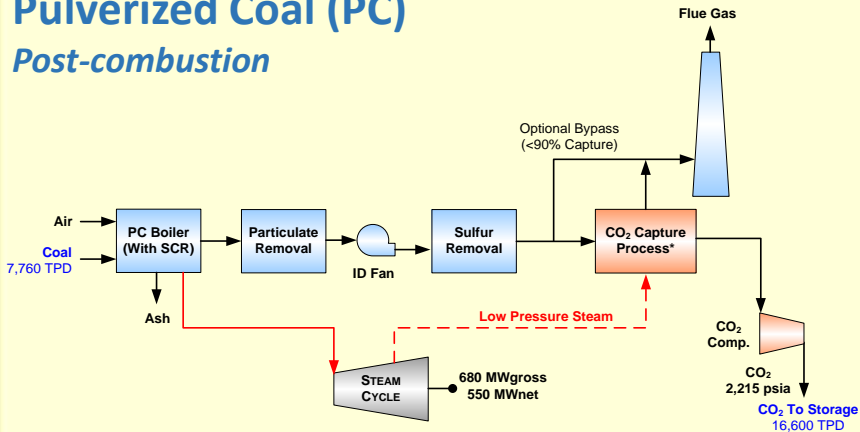 Pulverized Coal (PC)
Post-combustion
Flue Gas
Optional Bypass
(<90% Capture)
Air
Coal
7,760 TPD
PC Boiler
(With SCR)
Particulate
Removal
ID Fan
Sulfur
Removal
CO₂ Capture
Process*
Ash
Low Pressure Steam
STEAM
CYCLE
680 MWgross
550 MWnet
CO₂
Comp.
CO₂
2,215 psia
CO₂ To Storage
16,600 TPD